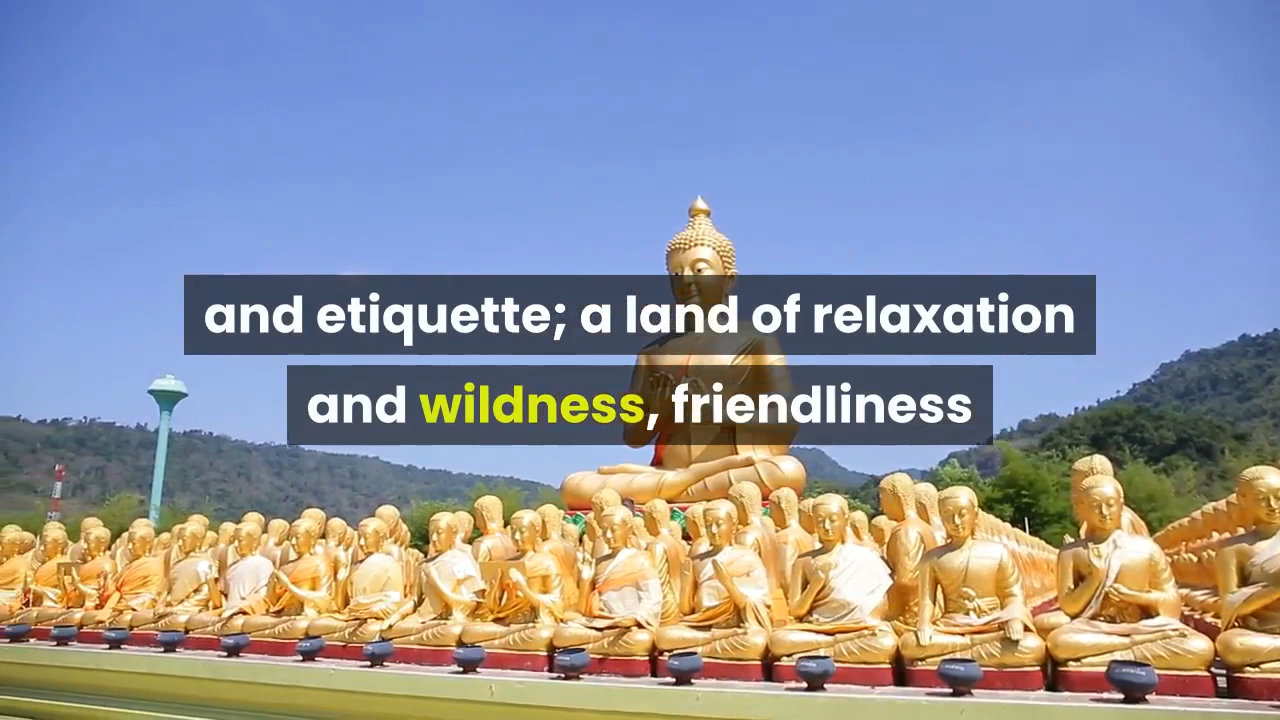 and etiquette; a land of relaxation
and wildness, friendliness